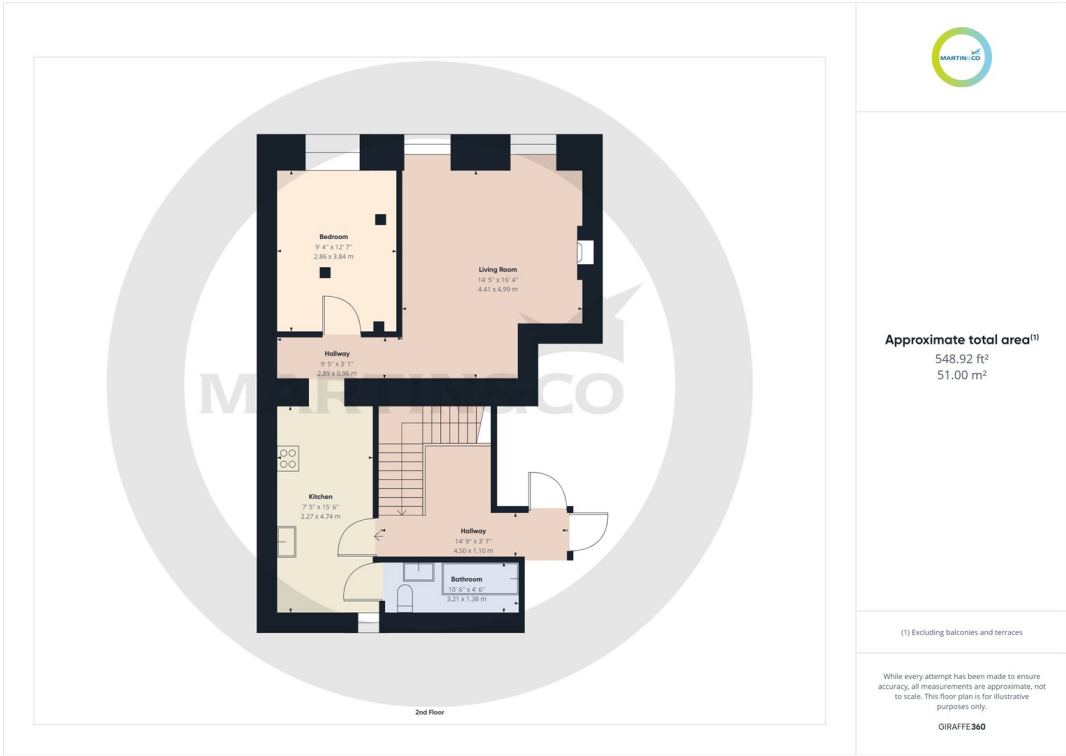 MARTIN&CO
Bedroom
9' 4" x 12' 7"
2.86 x 3.84 m
Living Room
14' 5" x 16' 4"
4.41 x 4.99 m
Hallway
9' 5" x 3' 1"
2.89 x 0.96 m
MARTIN&CO
Kitchen
7' 5" x 15' 6"
2.27 x 4.74 m
Hallway
14' 9" x 3' 7"
4.50 x 1.10 m
Bathroom
10' 6" x 4' 6"
3.21 x 1.38 m
2nd Floor
Approximate total area(1)
548.92 ft²
51.00 m²
(1) Excluding balconies and terraces
While every attempt has been made to ensure
accuracy, all measurements are approximate, not
to scale. This floor plan is for illustrative
purposes only.
GIRAFFE360